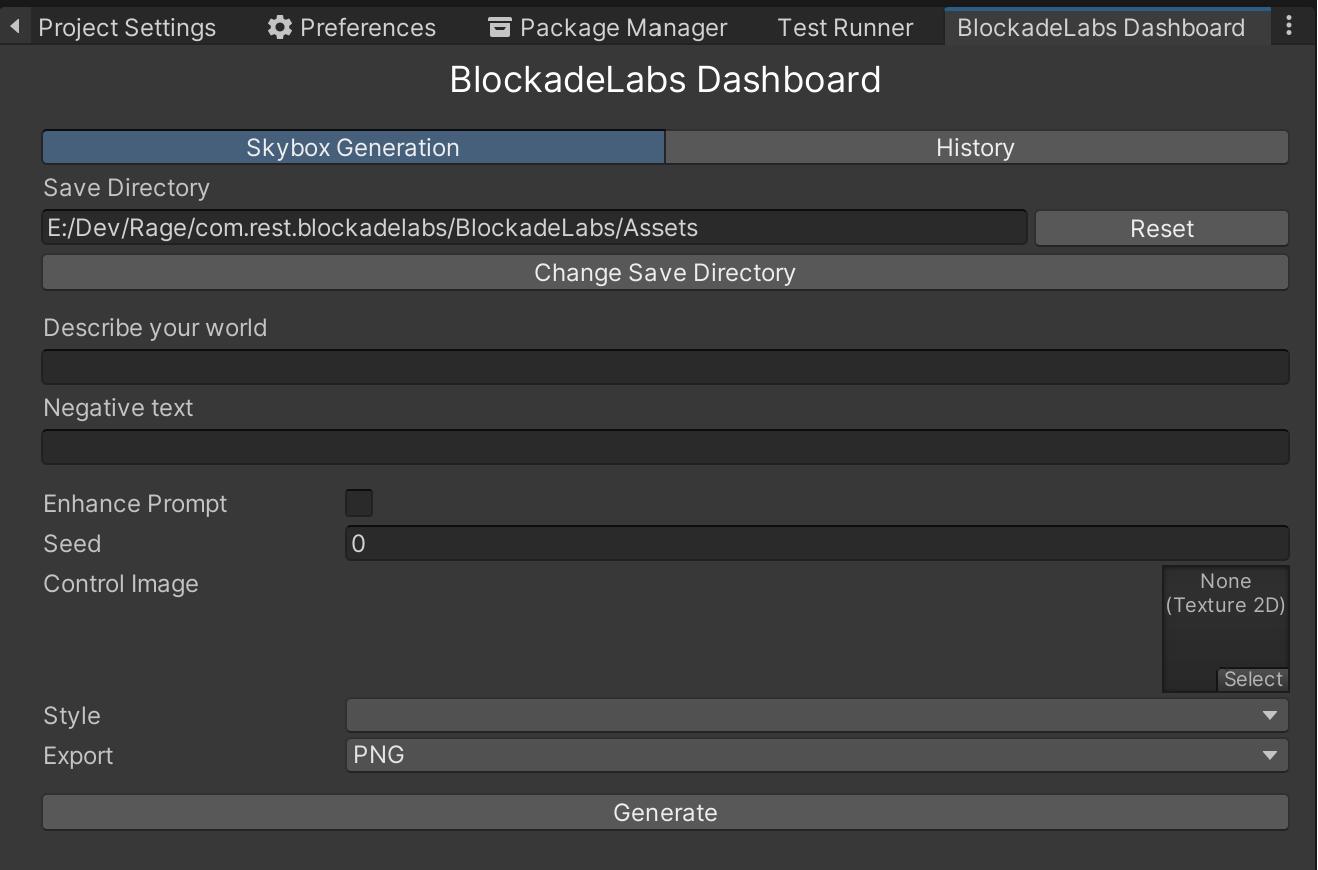 Project Settings Preferences Package Manager Test Runner BlockadeLabs Dashboard
BlockadeLabs Dashboard
Skybox Generation History
Save Directory
E:/Dev/Rage/com.rest.blockadelabs/BlockadeLabs/Assets Reset
Change Save Directory
Describe your world
Negative text
Enhance Prompt
Seed 0
Control Image None
(Texture 2D)
Select
Style
Export PNG
Generate